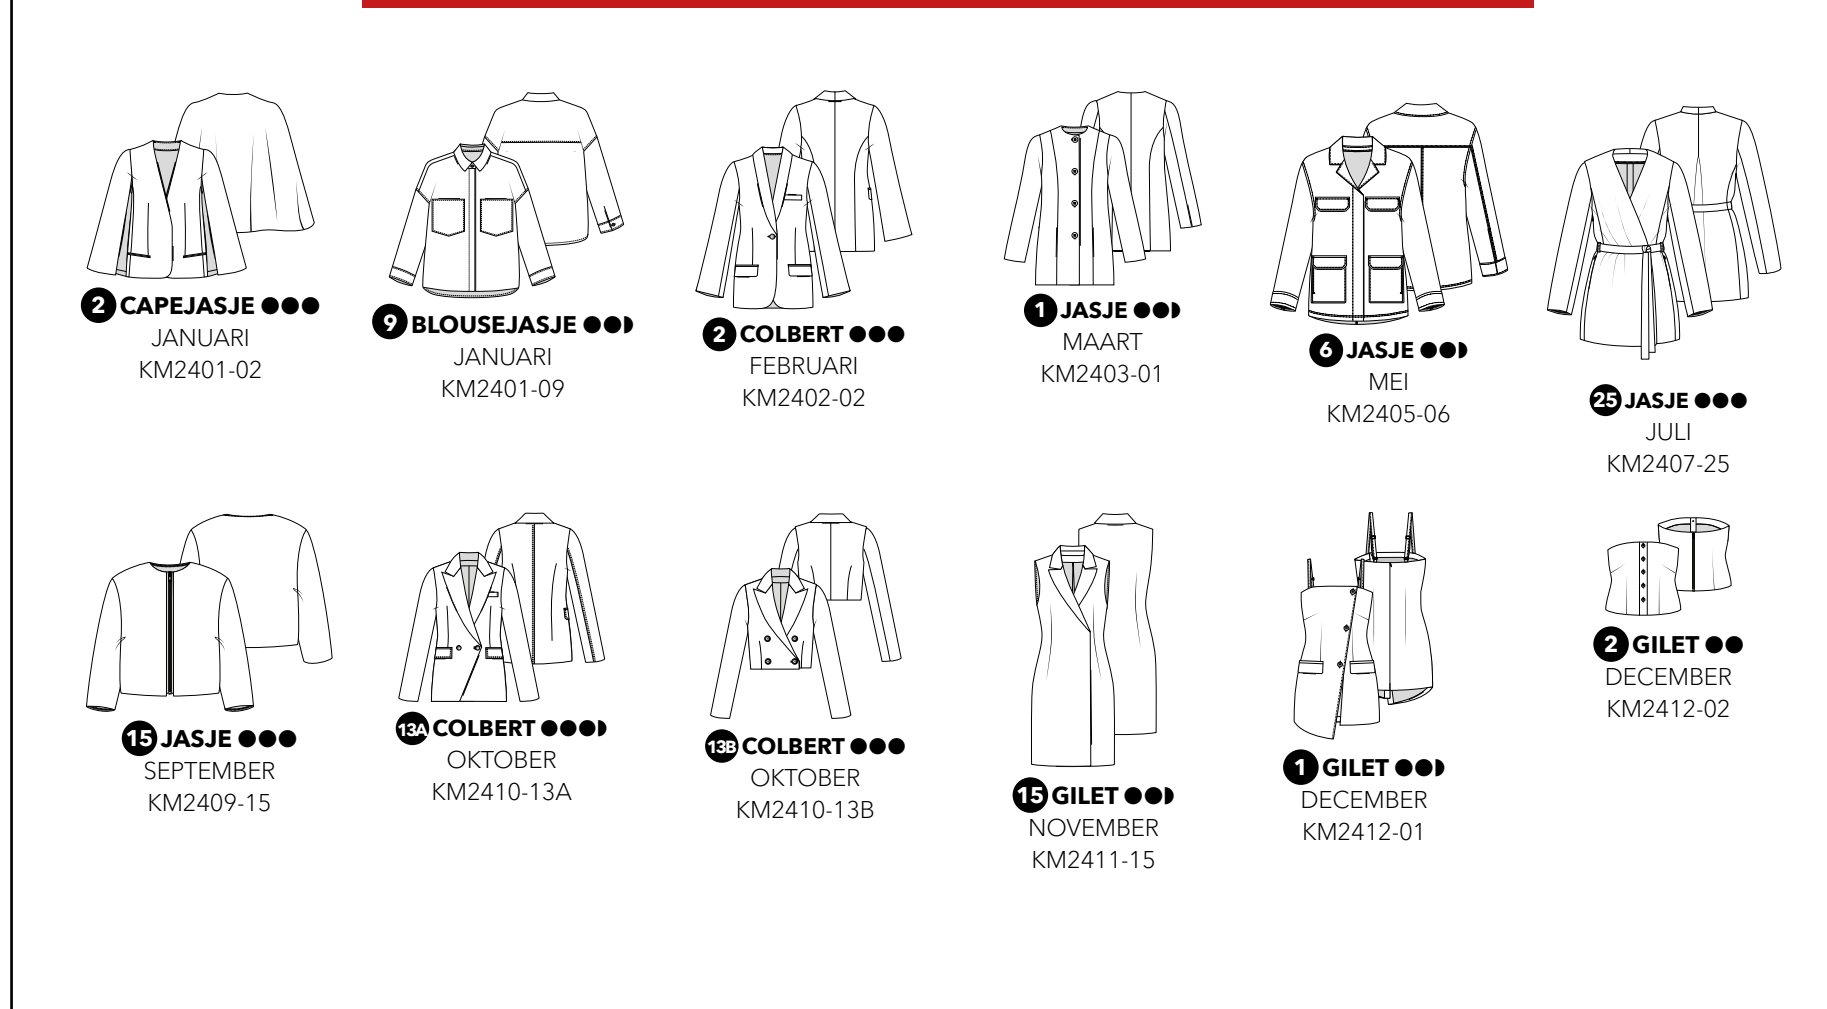 2 CAPEJASJE ●●●
JANUARI
KM2401-02
9 BLOUSEJASJE ●●◗
JANUARI
KM2401-09
2 COLBERT ●●●
FEBRUARI
KM2402-02
1 JASJE ●●◗
MAART
KM2403-01
6 JASJE ●●◗
MEI
KM2405-06
25 JASJE ●●●
JULI
KM2407-25
15 JASJE ●●●
SEPTEMBER
KM2409-15
13A COLBERT ●●●◗
OKTOBER
KM2410-13A
13B COLBERT ●●●
OKTOBER
KM2410-13B
15 GILET ●●◗
NOVEMBER
KM2411-15
1 GILET ●●◗
DECEMBER
KM2412-01
2 GILET ●●
DECEMBER
KM2412-02